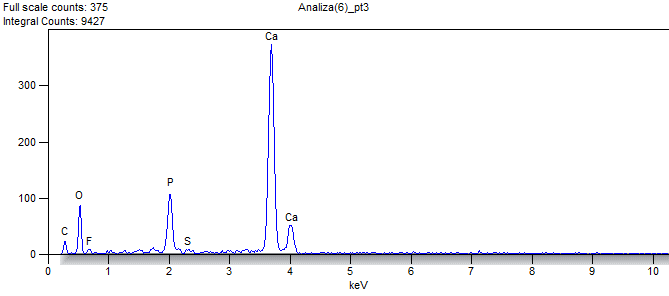 Full scale counts: 375
Analiza(6)_pt3
Integral Counts: 9427
Ca
300
200
P
O
100
Ca
C
F
S
0
0 1 2 3 4 5 6 7 8 9 10
keV